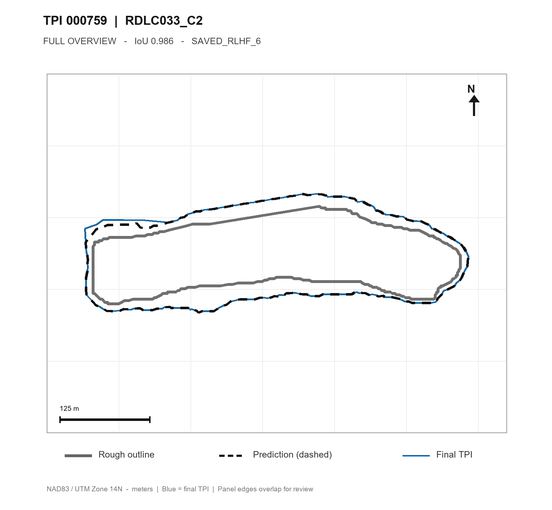 TPI 000759 | RDLC033_C2
FULL OVERVIEW - IoU 0.986 - SAVED_RLHF_6
N
125 m
Rough outline Prediction (dashed) Final TPI
NAD83 / UTM Zone 14N - meters | Blue = final TPI | Panel edges overlap for review